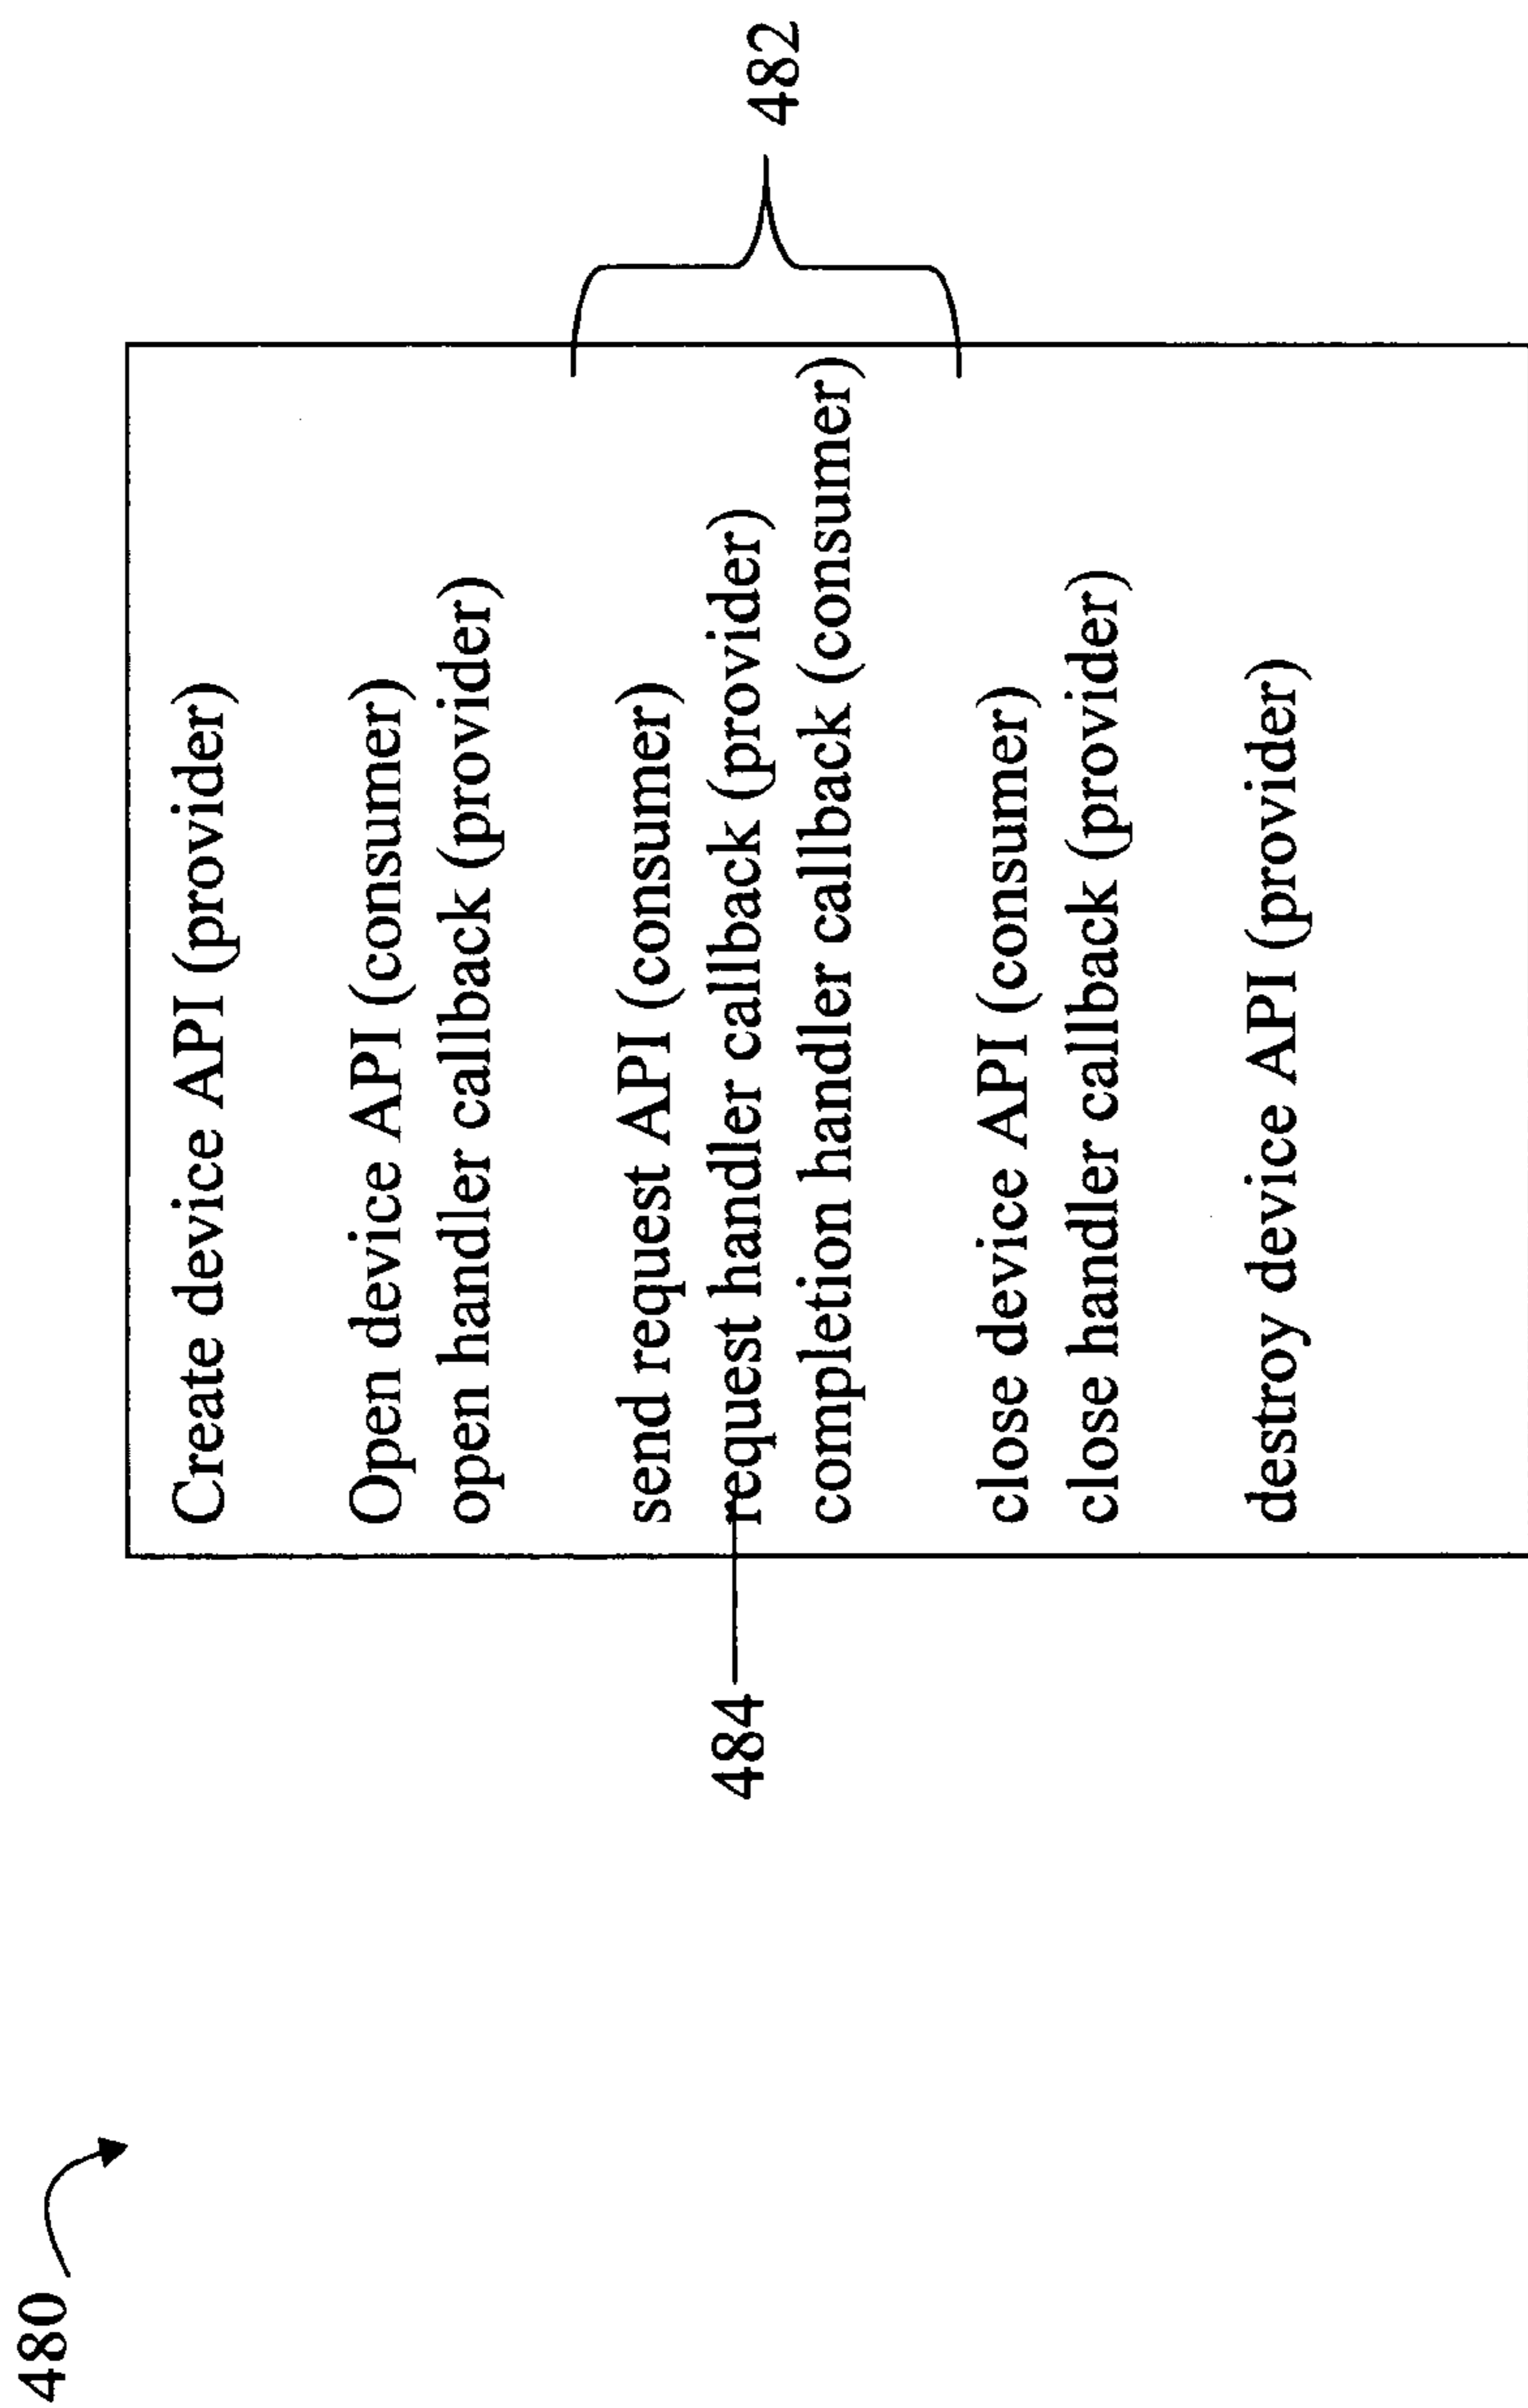 480
Create device API (provider)
Open device API (consumer)
open handler callback (provider)
send request API (consumer)
484
request handler callback (provider)
completion handler callback (consumer)
482
close device API (consumer)
close handler callback (provider)
destroy device API (provider)